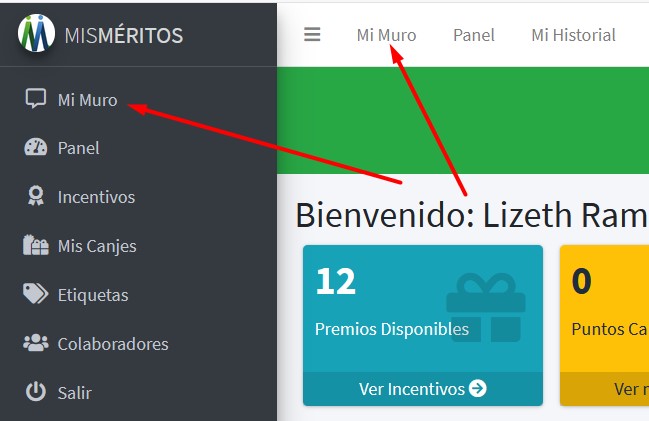 MISMÉRITOS
Mi Muro
Panel
Incentivos
Mis Canjes
Etiquetas
Colaboradores
Salir
Mi Muro Panel Mi Historial
Bienvenido: Lizeth Ram
12
Premios Disponibles
Ver Incentivos
0
Puntos Ca
Ver